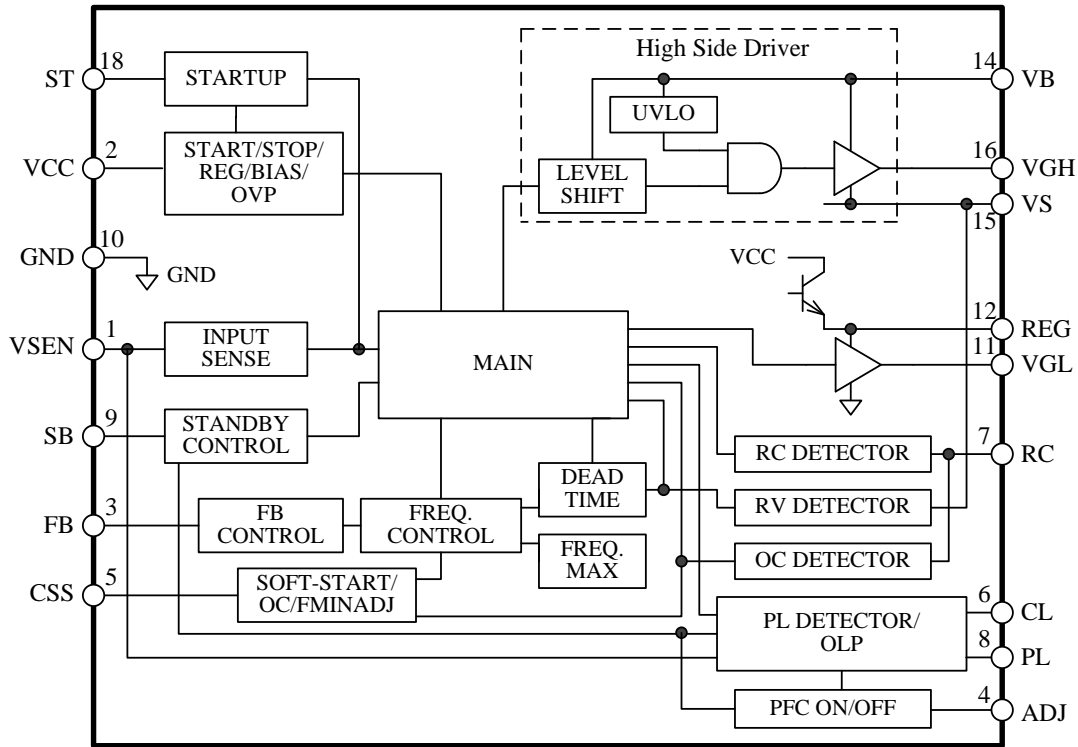 High Side Driver
18
ST
STARTUP
14
VB
UVLO
2
VCC
START/STOP/
REG/BIAS/
OVP
16
VGH
LEVEL
SHIFT
VS
15
10
GND
GND
VCC
1
VSEN
INPUT
SENSE
12
REG
MAIN
11
VGL
9
SB
STANDBY
CONTROL
7
RC DETECTOR
RC
DEAD
TIME
RV DETECTOR
3
FB
FB
CONTROL
FREQ.
CONTROL
FREQ.
MAX
OC DETECTOR
5
CSS
SOFT-START/
OC/FMINADJ
6
CL
PL DETECTOR/
OLP
8
PL
PFC ON/OFF
4
ADJ